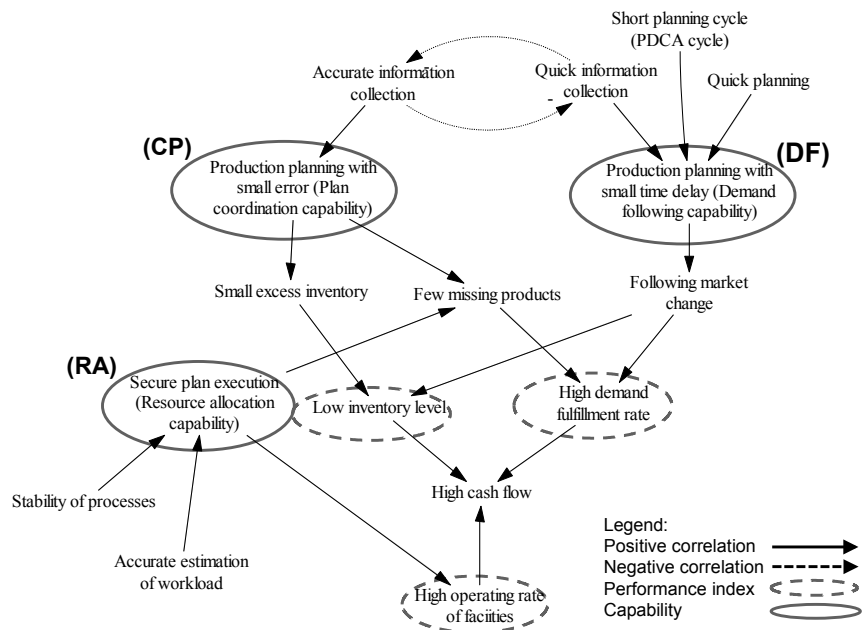 Short planning cycle
(PDCA cycle)
Accurate information
collection
-
Quick information
collection
-
Quick planning
(CP)
(DF)
Production planning with
small error (Plan
coordination capability)
Production planning with
small time delay (Demand
following capability)
Small excess inventory
Few missing products
Following market
change
(RA)
Secure plan execution
(Resource allocation
capability)
Low inventory level
High demand
fulfillment rate
High cash flow
Stability of processes
Accurate estimation
of workload
High operating rate
of faciities
Legend:
Positive correlation
Negative correlation
Performance index
Capability